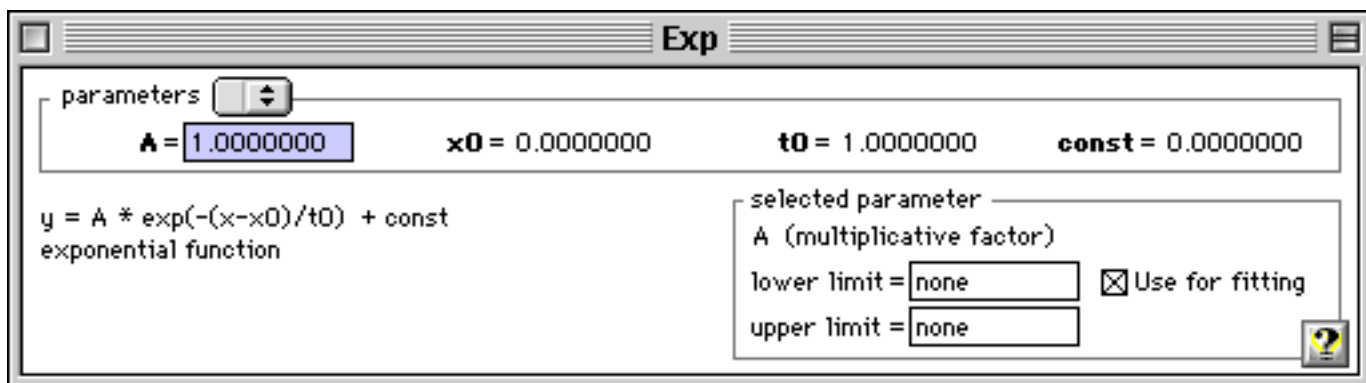 Exp
parameters
A = 1.0000000 x0 = 0.0000000 t0 = 1.0000000 const = 0.0000000
y = A * exp(-(x-x0)/t0) + const
exponential function
selected parameter
A (multiplicative factor)
lower limit = none Use for fitting
upper limit = none
?